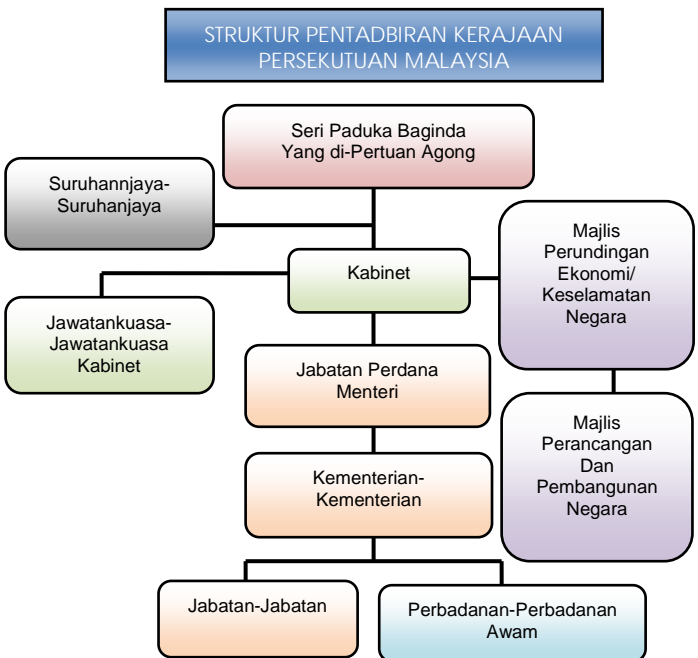 STRUKTUR PENTADBIRAN KERAJAAN
PERSEKUTUAN MALAYSIA
Seri Paduka Baginda
Yang di-Pertuan Agong
Suruhannjaya-
Suruhanjaya
Kabinet
Majlis
Perundingan
Ekonomi/
Keselamatan
Negara
Jawatankuasa-
Jawatankuasa
Kabinet
Jabatan Perdana
Menteri
Majlis
Perancangan
Dan
Pembangunan
Negara
Kementerian-
Kementerian
Jabatan-Jabatan
Perbadanan-Perbadanan
Awam